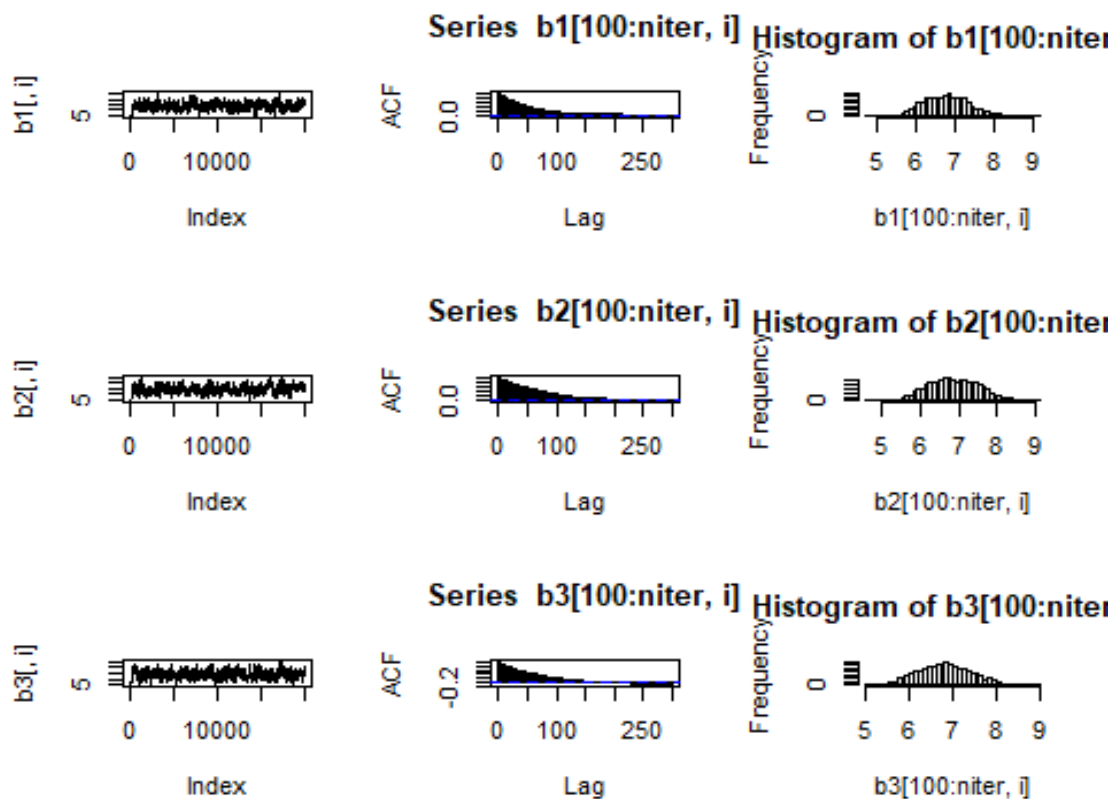 Series b1[100:niter, i]
Histogram of b1[100:niter
b1[, i]
5
0 10000
Index
ACF
0.0
0 100 250
Lag
Frequency
0
5 6 7 8 9
b1[100:niter, i]
Series b2[100:niter, i]
Histogram of b2[100:niter
b2[, i]
5
0 10000
Index
ACF
0.0
0 100 250
Lag
Frequency
0
5 6 7 8 9
b2[100:niter, i]
Series b3[100:niter, i]
Histogram of b3[100:niter
b3[, i]
5
0 10000
Index
ACF
-0.2
0 100 250
Lag
Frequency
0
5 6 7 8 9
b3[100:niter, i]